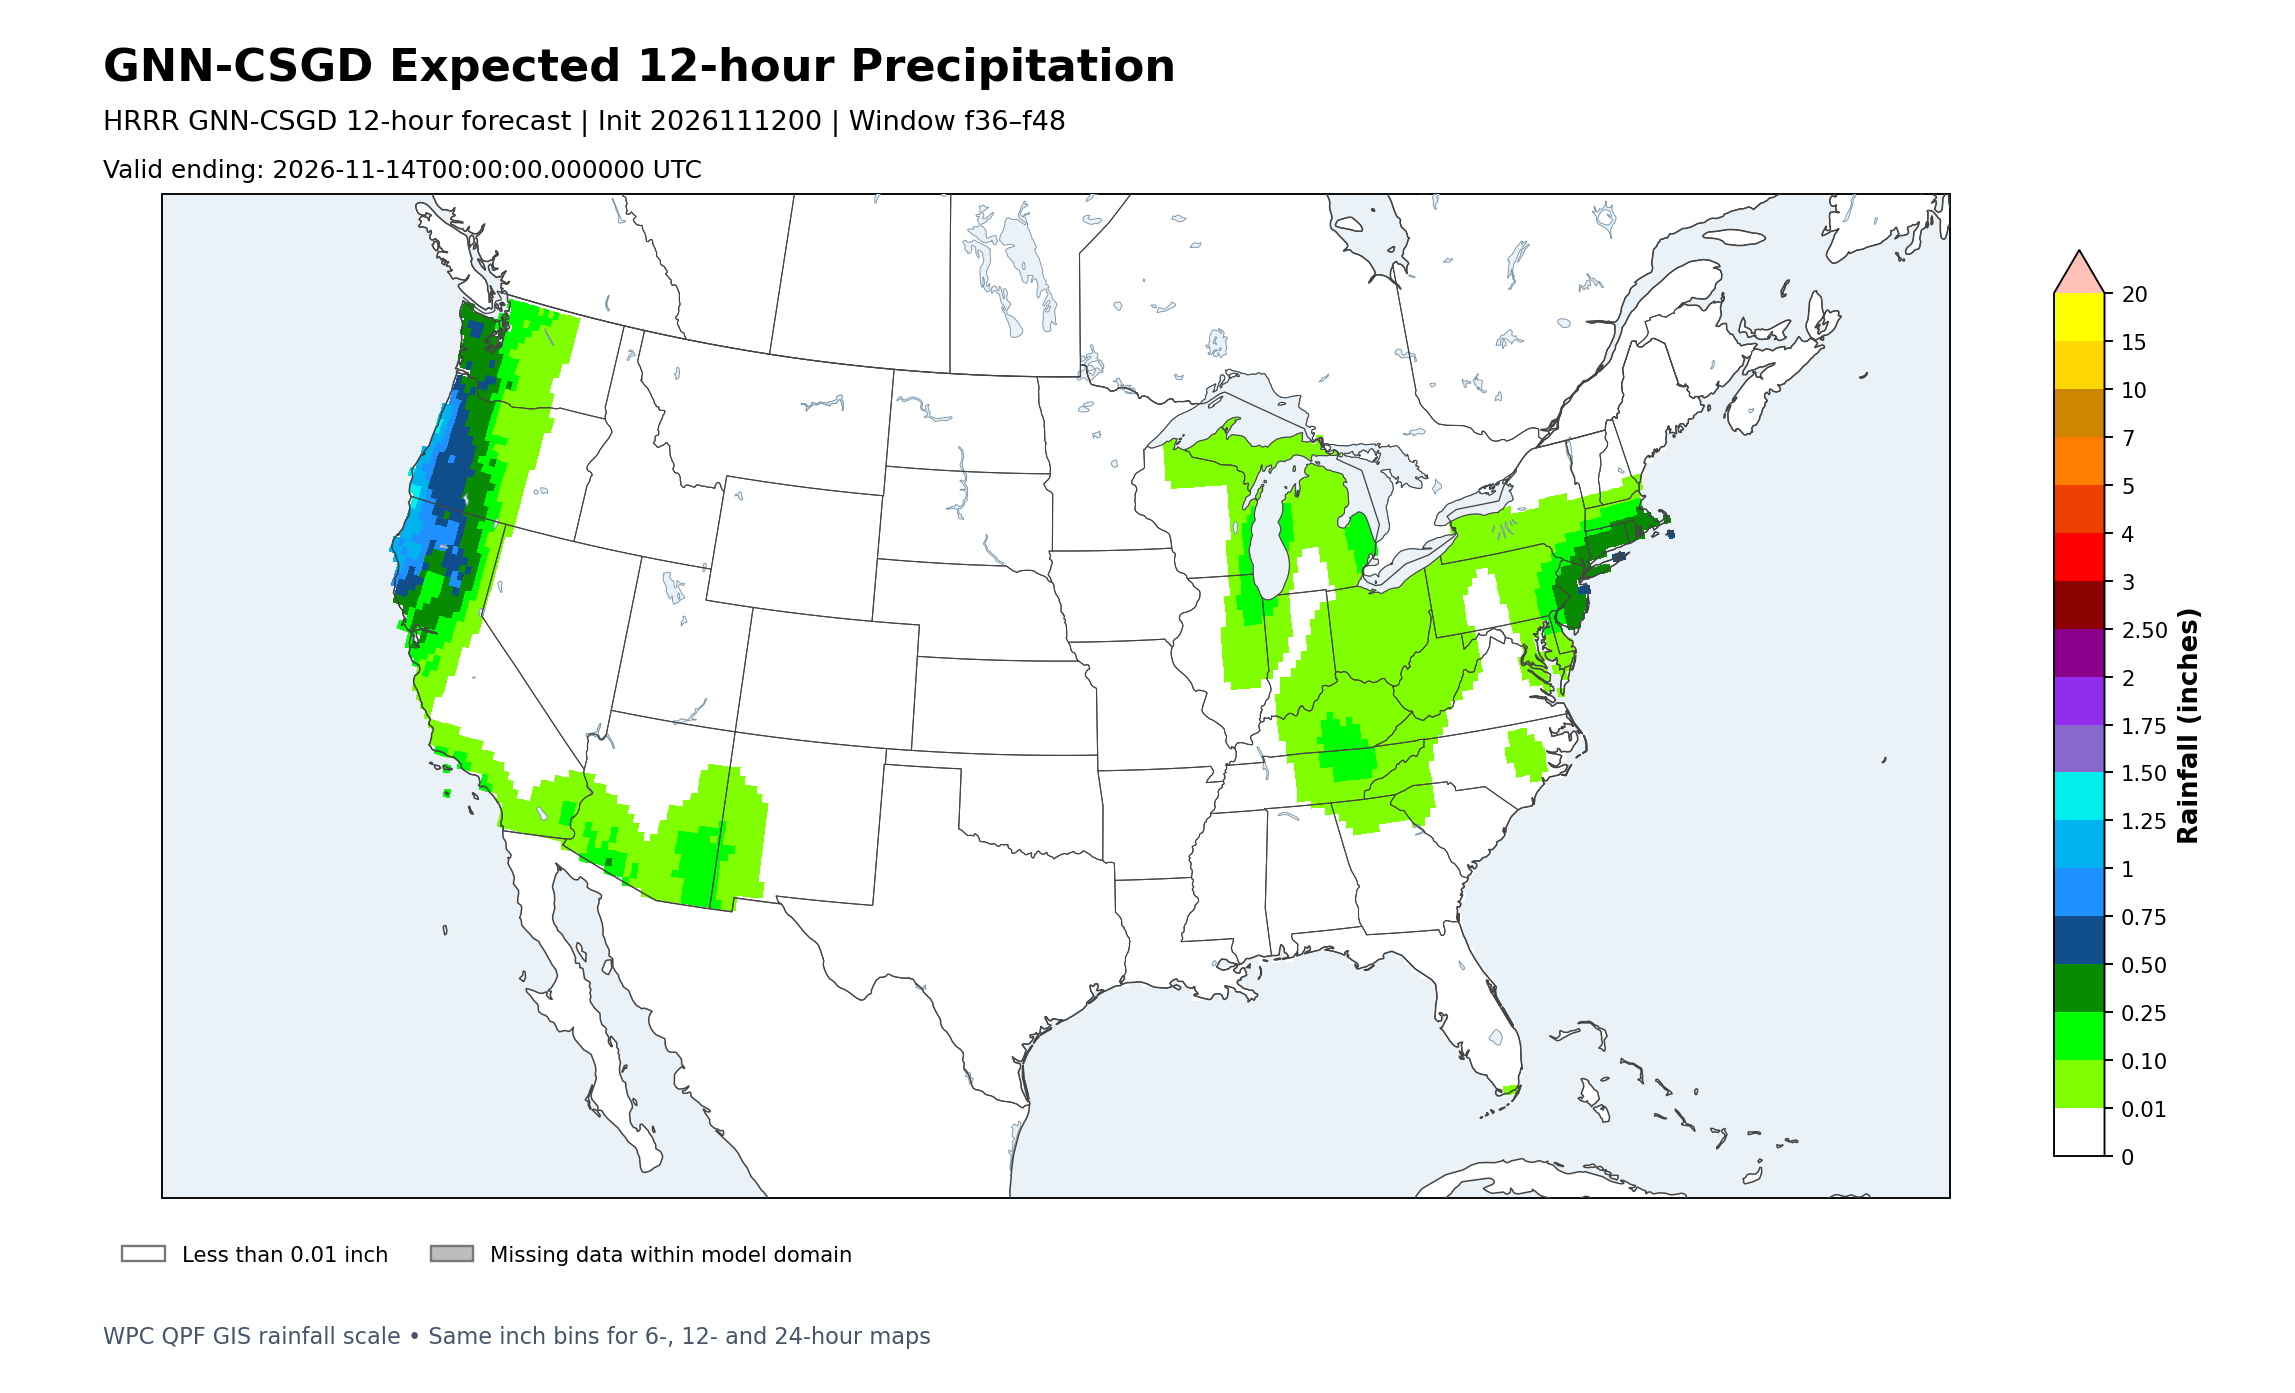 GNN-CSGD Expected 12-hour Precipitation
HRRR GNN-CSGD 12-hour forecast | Init 2026111200 | Window f36–f48
Valid ending: 2026-11-14T00:00:00.000000 UTC
20
15
10
7
5
4
3
2.50
2
1.75
1.50
1.25
1
0.75
0.50
0.25
0.10
0.01
0
Rainfall (inches)
Less than 0.01 inch
Missing data within model domain
WPC QPF GIS rainfall scale • Same inch bins for 6-, 12- and 24-hour maps